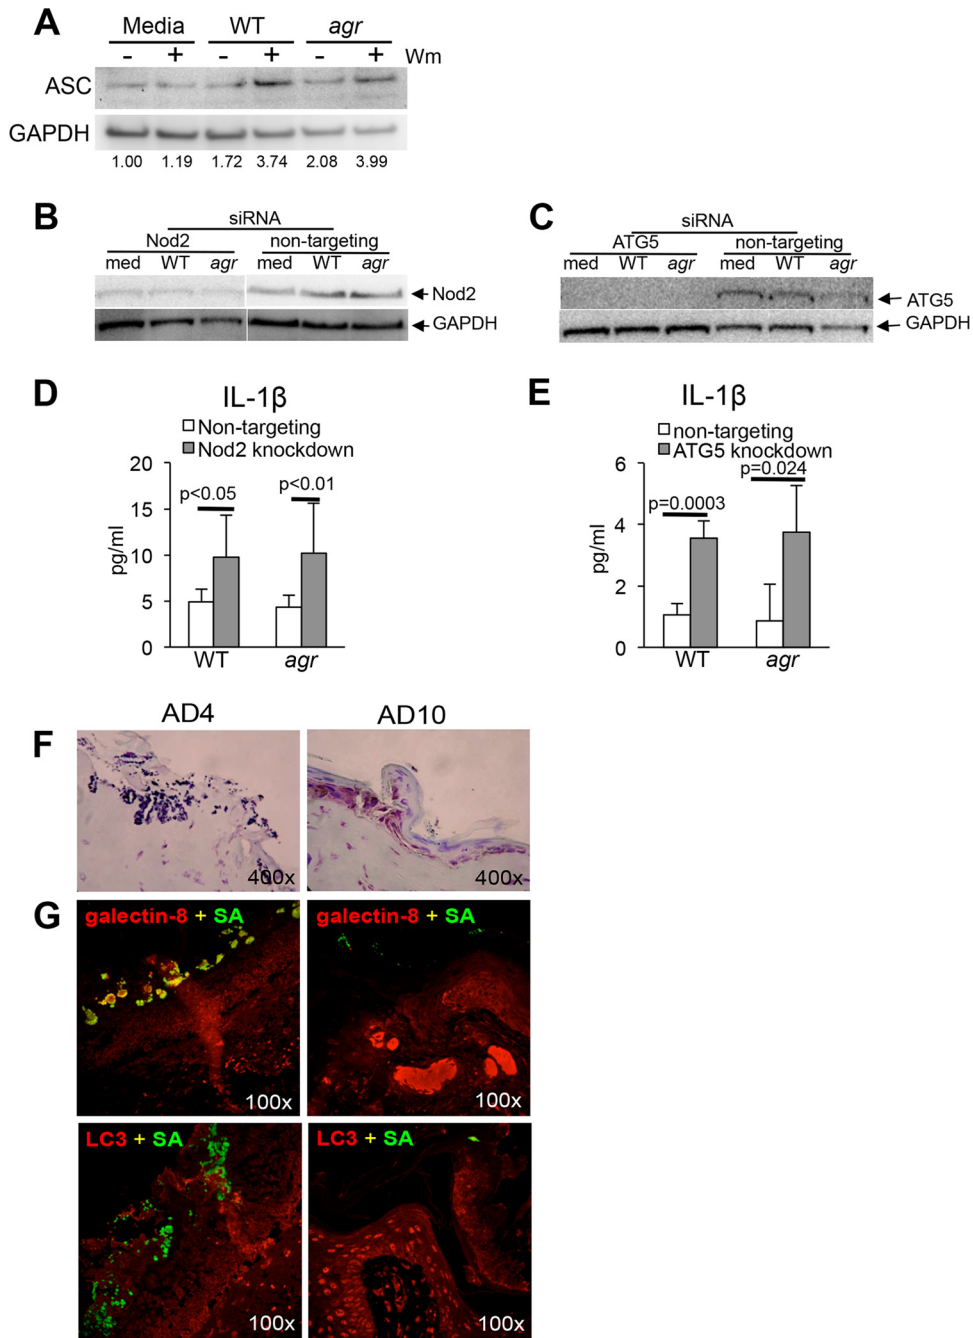 A
Media WT agr
- + - + - + Wm
ASC
GAPDH
1.00 1.19 1.72 3.74 2.08 3.99
B
siRNA
Nod2 non-targeting
med WT agr med WT agr
Nod2
GAPDH
C
siRNA
ATG5 non-targeting
med WT agr med WT agr
ATG5
GAPDH
D
IL-1β
Non-targeting
Nod2 knockdown
20
15
10
5
0
pg/ml
p<0.05
p<0.01
WT agr
E
IL-1β
non-targeting
ATG5 knockdown
6
4
2
0
pg/ml
p=0.0003
p=0.024
WT agr
AD4 AD10
F
400x 400x
G
galectin-8 + SA galectin-8 + SA
100x 100x
LC3 + SA LC3 + SA
100x 100x